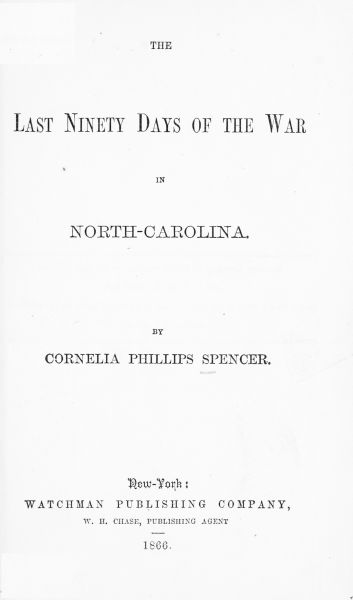 THE
LAST NINETY DAYS OF THE WAR
IN
NORTH-CAROLINA.
BY
CORNELIA PHILLIPS SPENCER.
New-York:
WATCHMAN PUBLISHING COMPANY,
W. H. CHASE, PUBLISHING AGENT
1866.